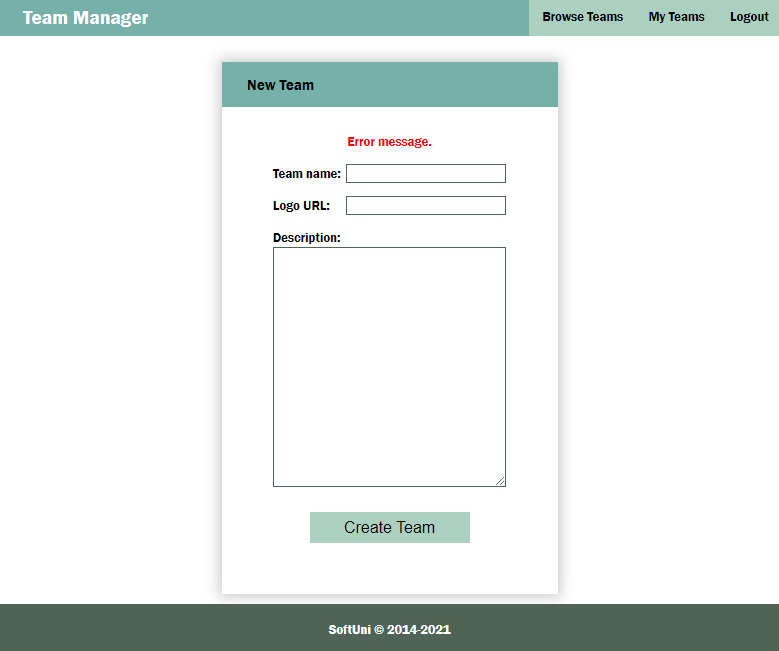 Team Manager Browse Teams My Teams Logout
New Team
Error message.
Team name:
Logo URL:
Description:
Create Team
SoftUni © 2014-2021